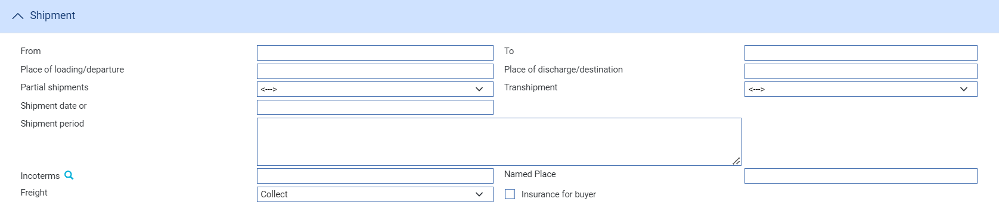 Shipment
From To
Place of loading/departure Place of discharge/destination
Partial shipments <---> Transhipment <--->
Shipment date or
Shipment period
Incoterms Named Place
Freight Collect Insurance for buyer